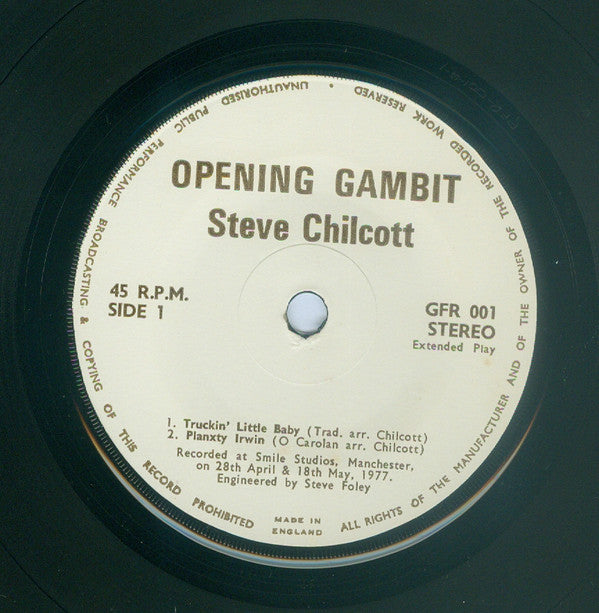 OPENING GAMBIT
Steve Chilcott
45 R.P.M.
SIDE 1
GFR 001
STEREO
Extended Play
1. Truckin' Little Baby (Trad. arr. Chilcott)
2. Planxty Irwin (O Carolan arr. Chilcott)
Recorded at Smile Studios, Manchester,
on 28th April & 18th May, 1977.
Engineered by Steve Foley
MADE IN
ENGLAND
ALL RIGHTS OF THE MANUFACTURER AND OF THE OWNER OF THE RECORDED WORK RESERVED • UNAUTHORISED PUBLIC PERFORMANCE BROADCASTING & COPYING OF THIS RECORD PROHIBITED